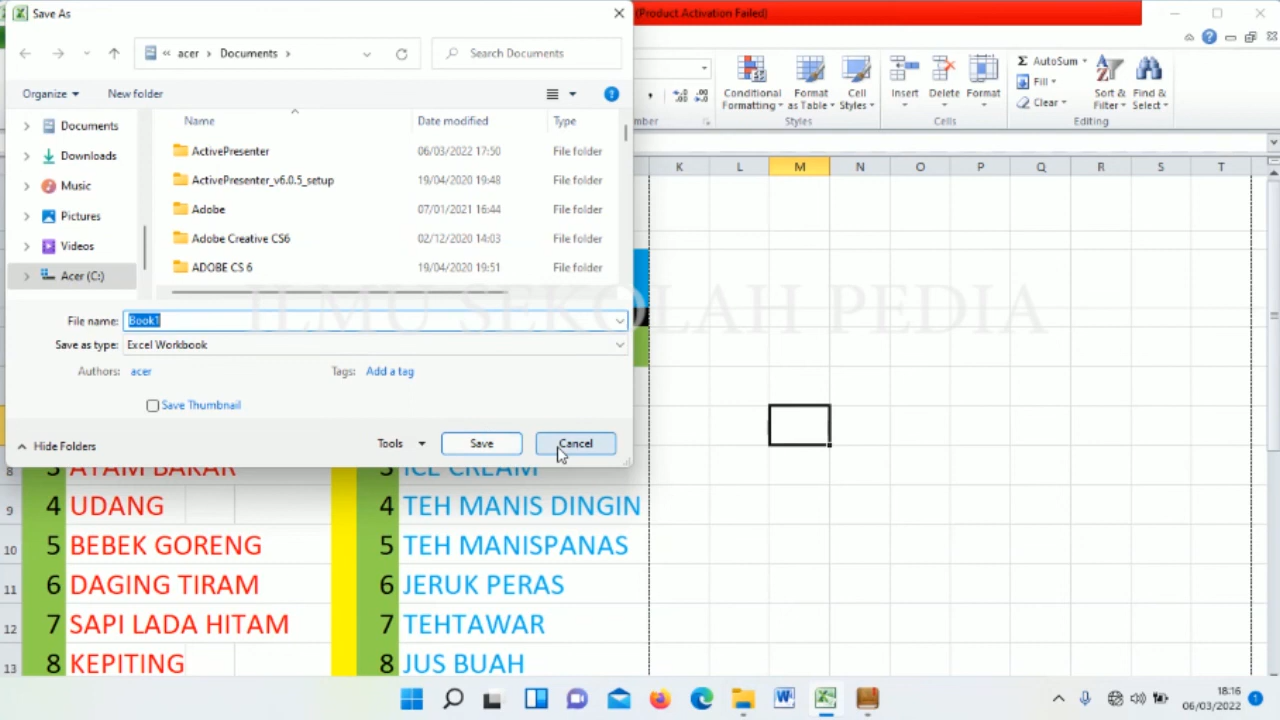 Save As
(Product Activation Failed)
« acer › Documents ›
Search Documents
Organize
New folder
Name
Date modified
Type
Documents
Downloads
Music
Pictures
Videos
Acer (C:)
ActivePresenter 06/03/2022 17:50 File folder
ActivePresenter_v6.0.5_setup 19/04/2020 19:48 File folder
Adobe 07/01/2021 16:44 File folder
Adobe Creative CS6 02/12/2020 14:03 File folder
ADOBE CS 6 19/04/2020 19:51 File folder
File name: Book1
Save as type: Excel Workbook
Authors: acer
Tags: Add a tag
Save Thumbnail
Hide Folders
Tools
Save
Cancel
Conditional Formatting
Format as Table
Cell Styles
Styles
Insert
Delete
Format
Cells
Σ AutoSum
Fill
Clear
Sort & Filter
Find & Select
Editing
mber
K L M N O P Q R S T
ILMU SEKOLAH PEDIA
8 3 AYAM BAKAR 3 ICE CREAM
9 4 UDANG 4 TEH MANIS DINGIN
10 5 BEBEK GORENG 5 TEH MANISPANAS
11 6 DAGING TIRAM 6 JERUK PERAS
12 7 SAPI LADA HITAM 7 TEHTAWAR
13 8 KEPITING 8 JUS BUAH
18:16
06/03/2022
1